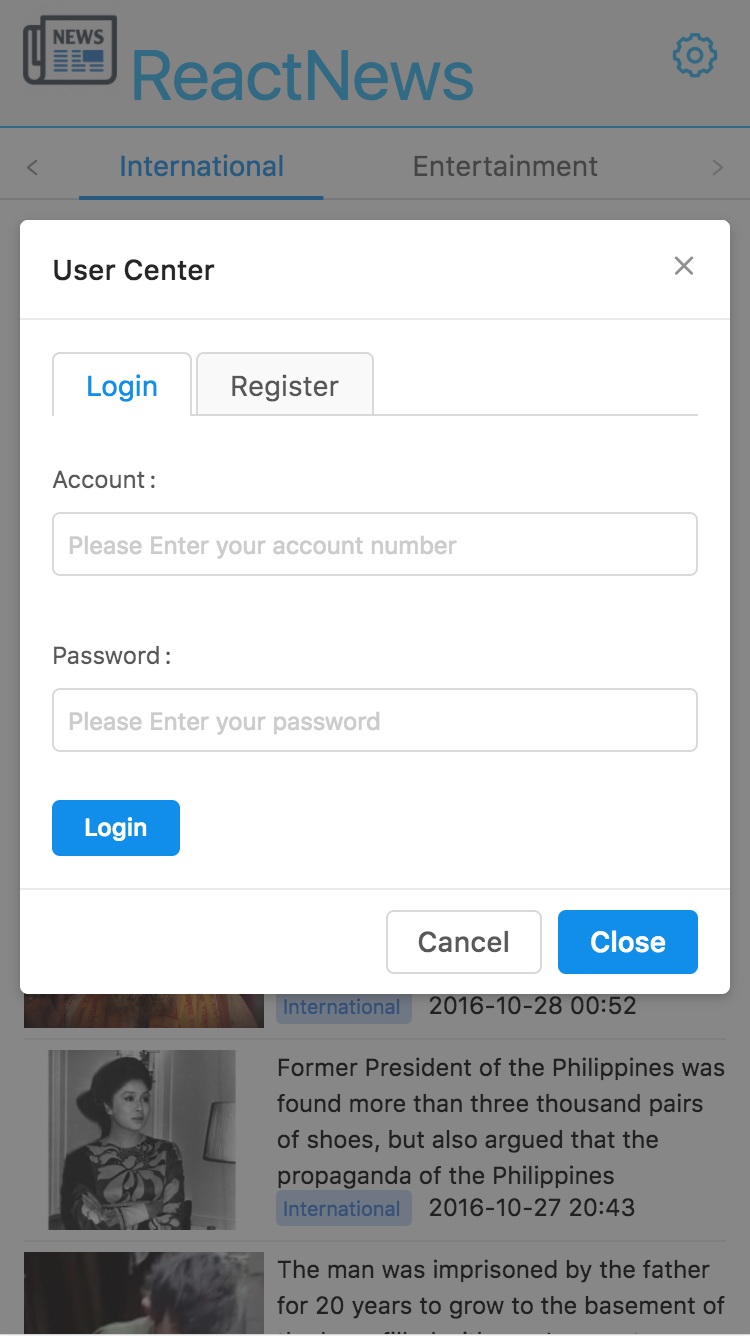 NEWS
ReactNews
< International Entertainment >
User Center
Login Register
Account :
Please Enter your account number
Password :
Please Enter your password
Login
Cancel Close
International 2016-10-28 00:52
Former President of the Philippines was
found more than three thousand pairs
of shoes, but also argued that the
propaganda of the Philippines
International 2016-10-27 20:43
The man was imprisoned by the father
for 20 years to grow to the basement of